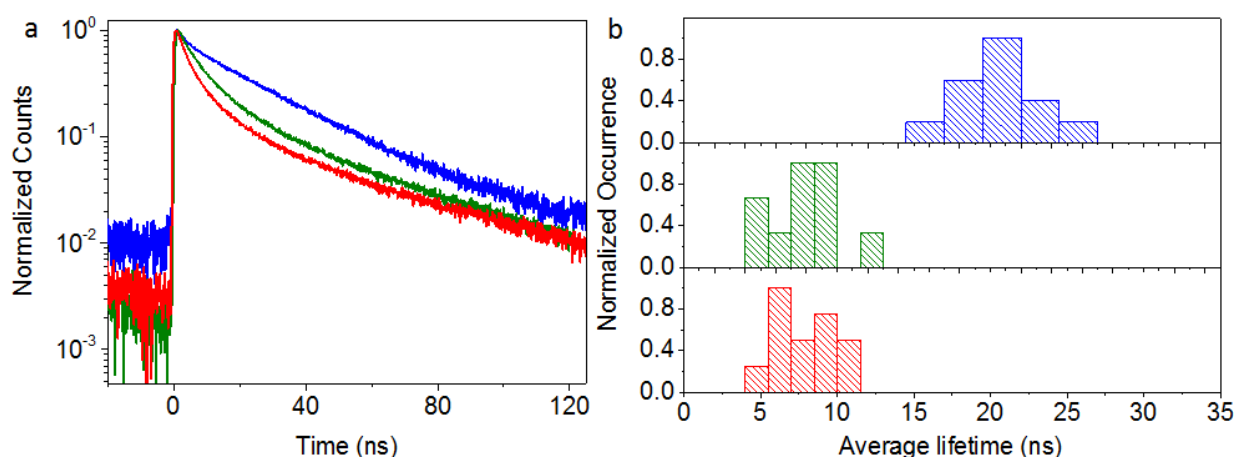 a
Normalized Counts
10^0
10^-1
10^-2
10^-3
0 40 80 120
Time (ns)
b
Normalized Occurrence
0.8
0.4
0.0
0.8
0.4
0.0
0.8
0.4
0.0
0 5 10 15 20 25 30 35
Average lifetime (ns)